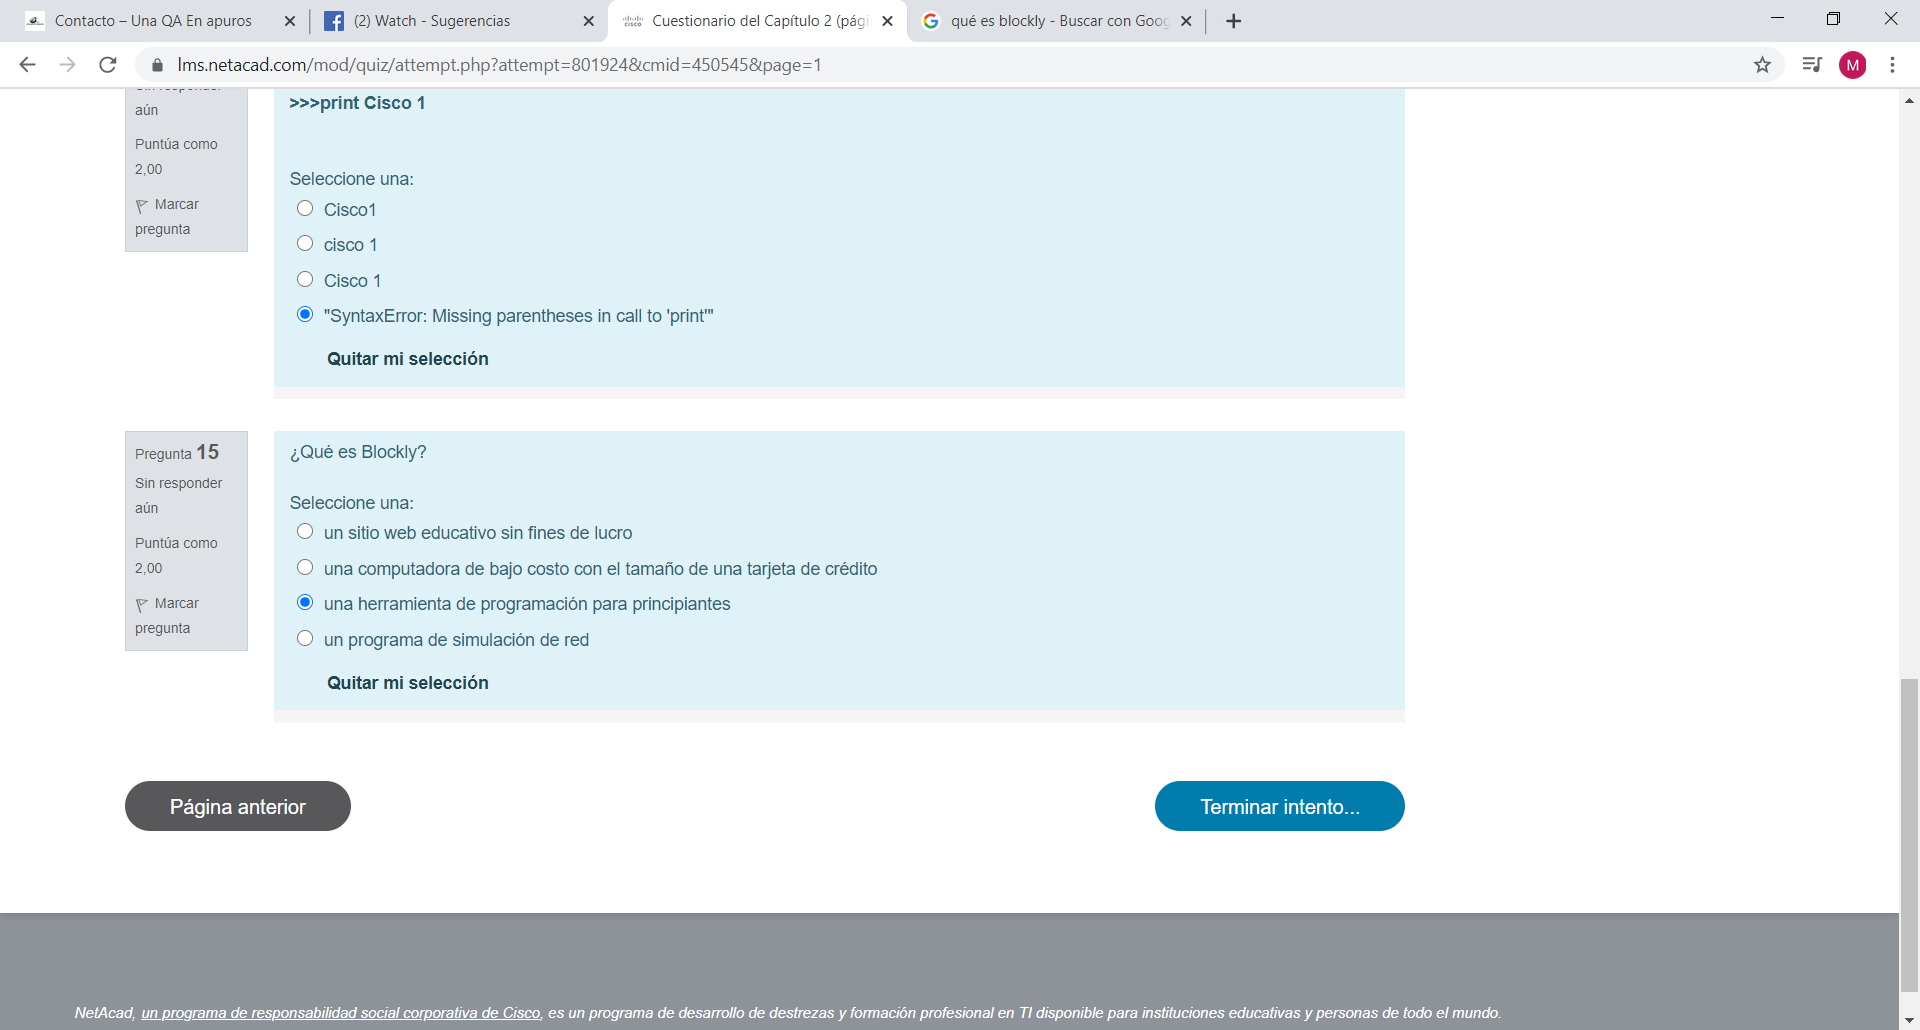 Contacto – Una QA En apuros
(2) Watch - Sugerencias
Cuestionario del Capítulo 2 (pági
qué es blockly - Buscar con Goog
lms.netacad.com/mod/quiz/attempt.php?attempt=801924&cmid=450545&page=1
M
aún
Puntúa como
2,00
Marcar
pregunta
>>>print Cisco 1
Seleccione una:
Cisco1
cisco 1
Cisco 1
"SyntaxError: Missing parentheses in call to 'print'"
Quitar mi selección
Pregunta 15
Sin responder
aún
Puntúa como
2,00
Marcar
pregunta
¿Qué es Blockly?
Seleccione una:
un sitio web educativo sin fines de lucro
una computadora de bajo costo con el tamaño de una tarjeta de crédito
una herramienta de programación para principiantes
un programa de simulación de red
Quitar mi selección
Página anterior
Terminar intento...
NetAcad, un programa de responsabilidad social corporativa de Cisco, es un programa de desarrollo de destrezas y formación profesional en TI disponible para instituciones educativas y personas de todo el mundo.